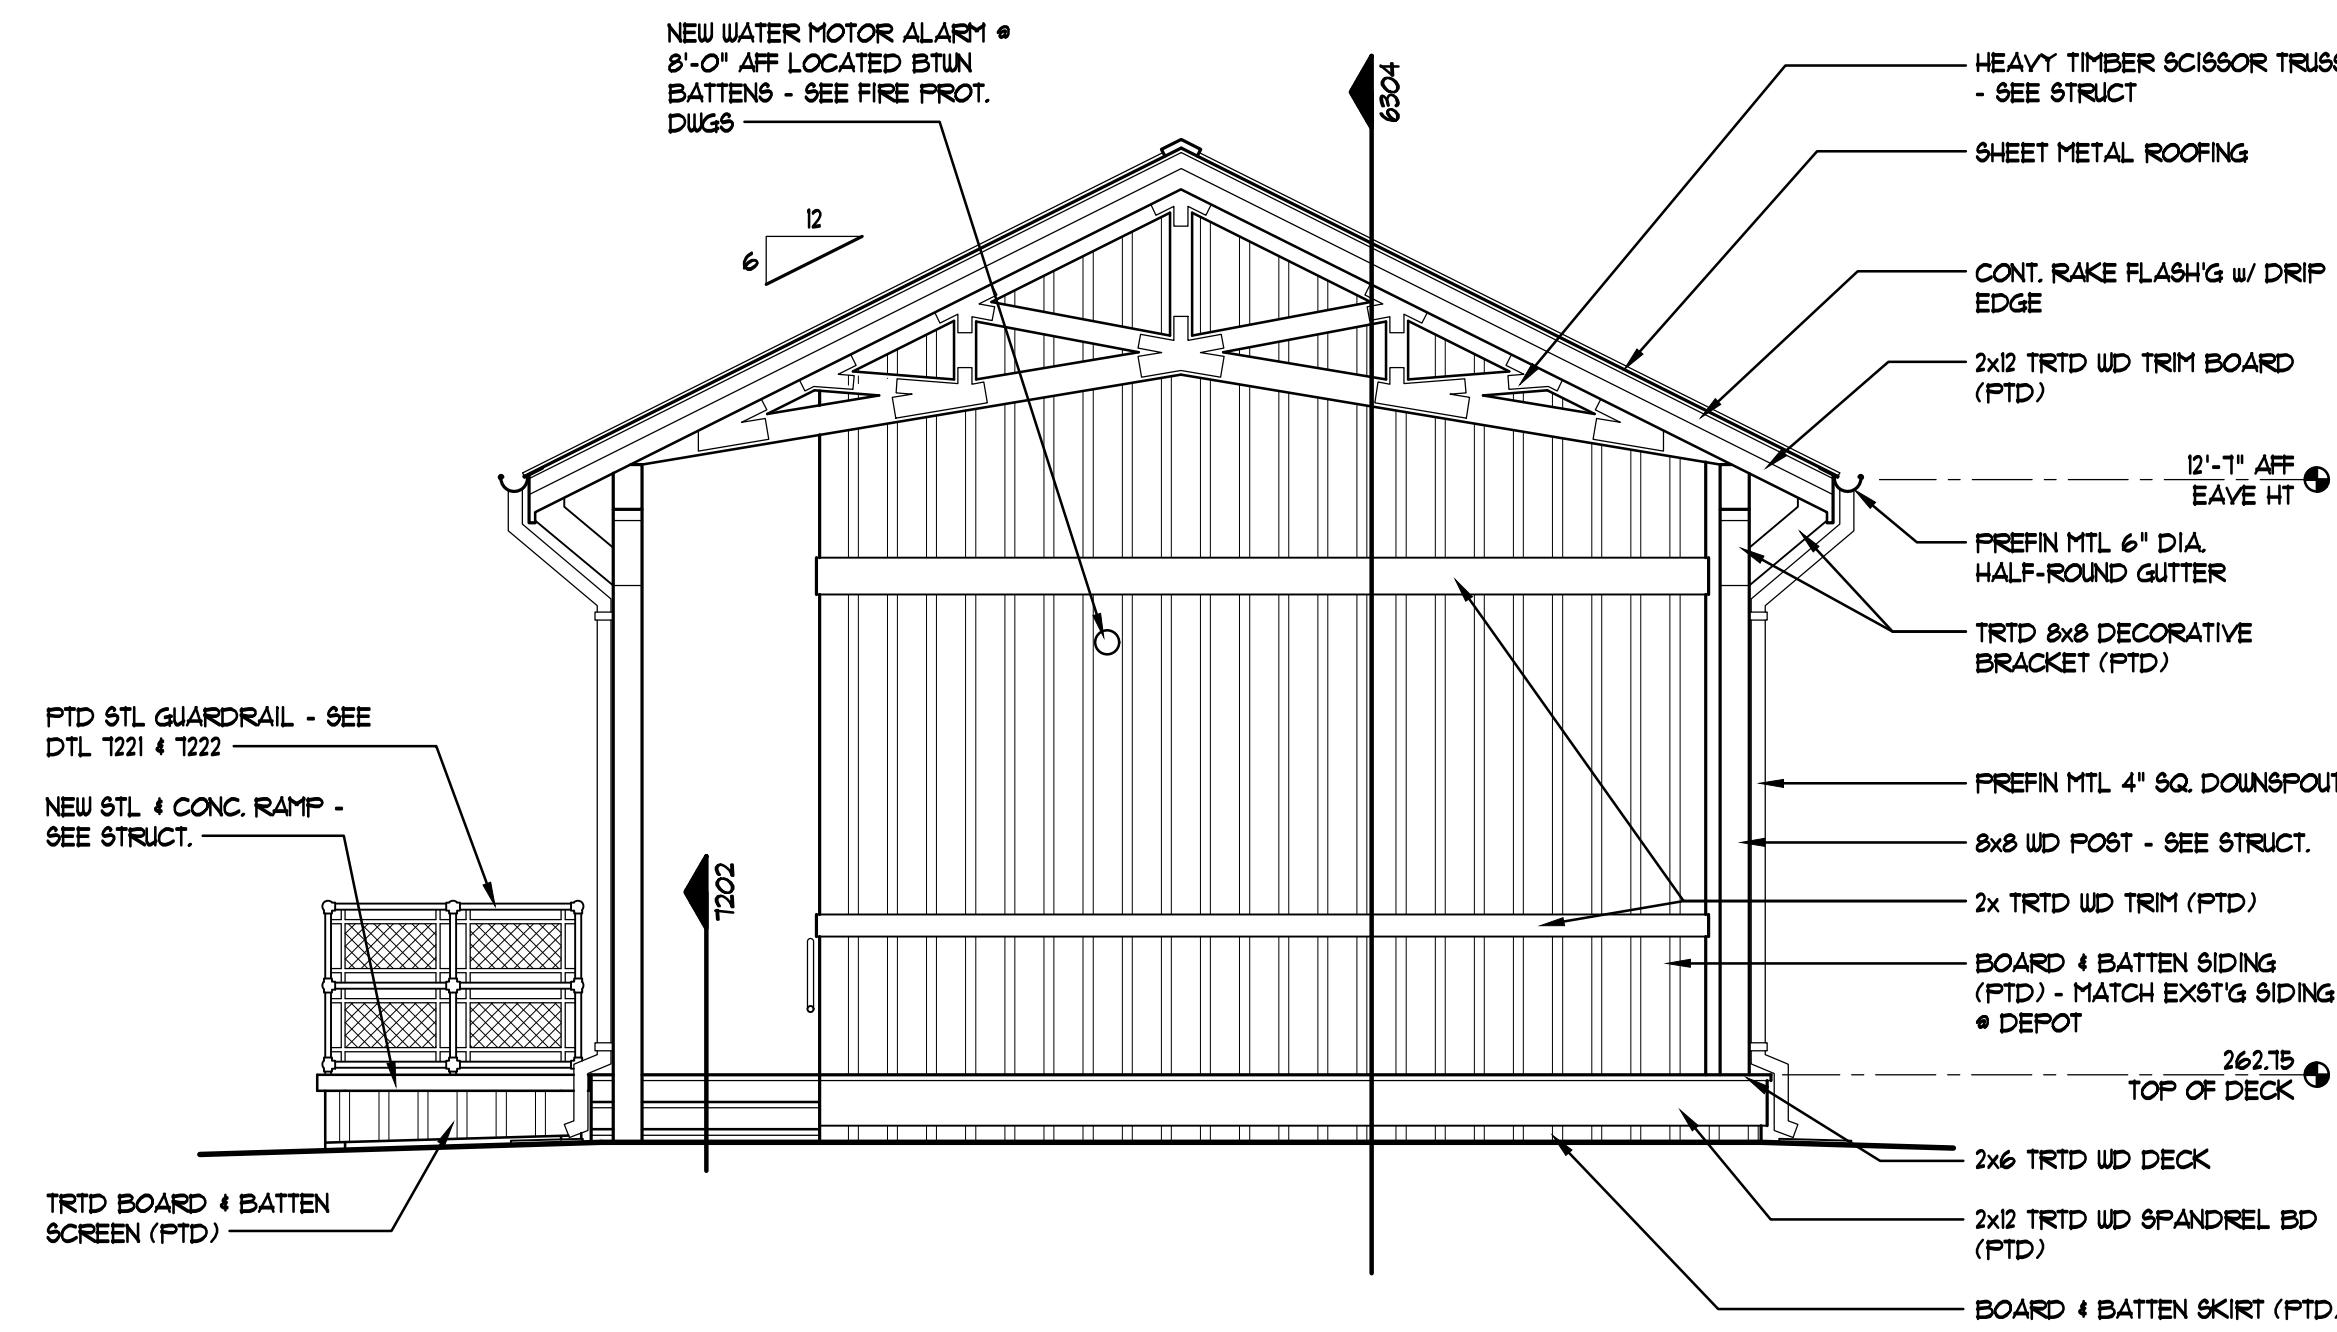 NEW WATER MOTOR ALARM @
8'-0" AFF LOCATED BTWN
BATTENS - SEE FIRE PROT.
DWGS
6304
12
6
HEAVY TIMBER SCISSOR TRUSS
- SEE STRUCT
SHEET METAL ROOFING
CONT. RAKE FLASH'G w/ DRIP
EDGE
2x12 TRTD WD TRIM BOARD
(PTD)
12'-7" AFF
EAVE HT
PREFIN MTL 6" DIA.
HALF-ROUND GUTTER
TRTD 8x8 DECORATIVE
BRACKET (PTD)
PTD STL GUARDRAIL - SEE
DTL 7221 & 7222
NEW STL & CONC. RAMP -
SEE STRUCT.
7202
PREFIN MTL 4" SQ. DOWNSPOUT
8x8 WD POST - SEE STRUCT.
2x TRTD WD TRIM (PTD)
BOARD & BATTEN SIDING
(PTD) - MATCH EXST'G SIDING
@ DEPOT
262.75
TOP OF DECK
2x6 TRTD WD DECK
TRTD BOARD & BATTEN
SCREEN (PTD)
2x12 TRTD WD SPANDREL BD
(PTD)
BOARD & BATTEN SKIRT (PTD)